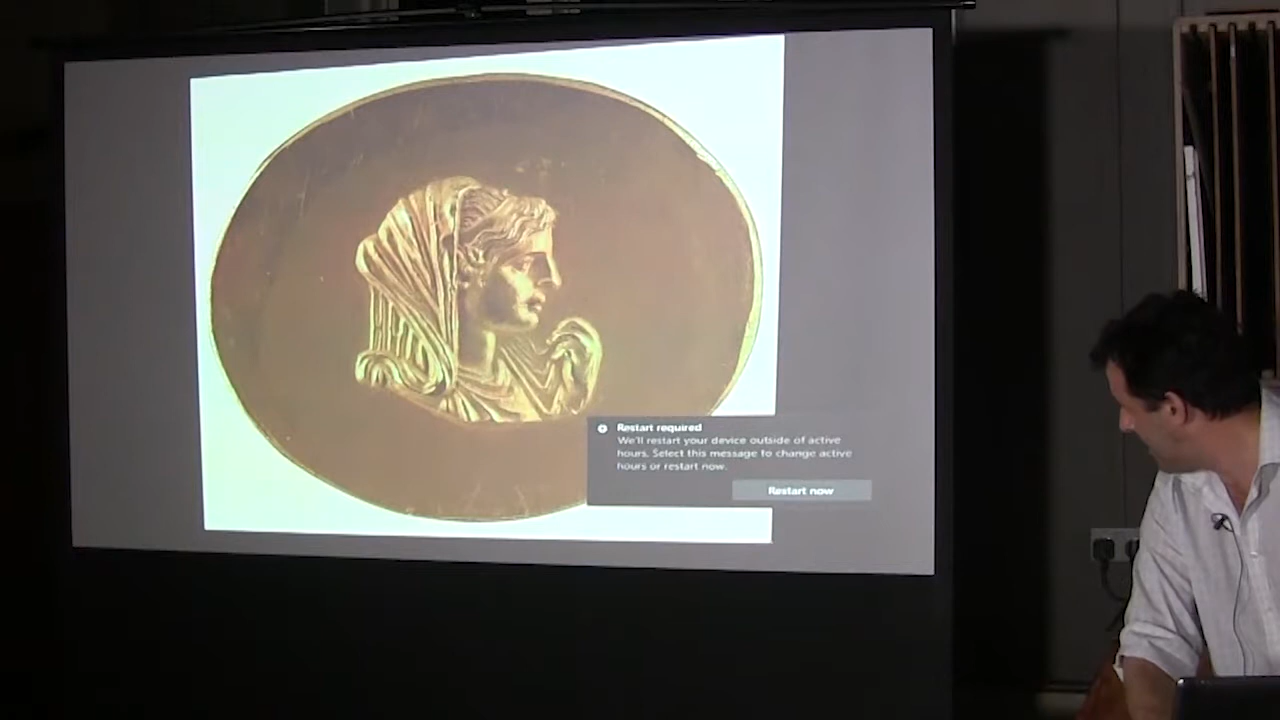 Restart required
We'll restart your device outside of active
hours. Select this message to change active
hours or restart now.
Restart now